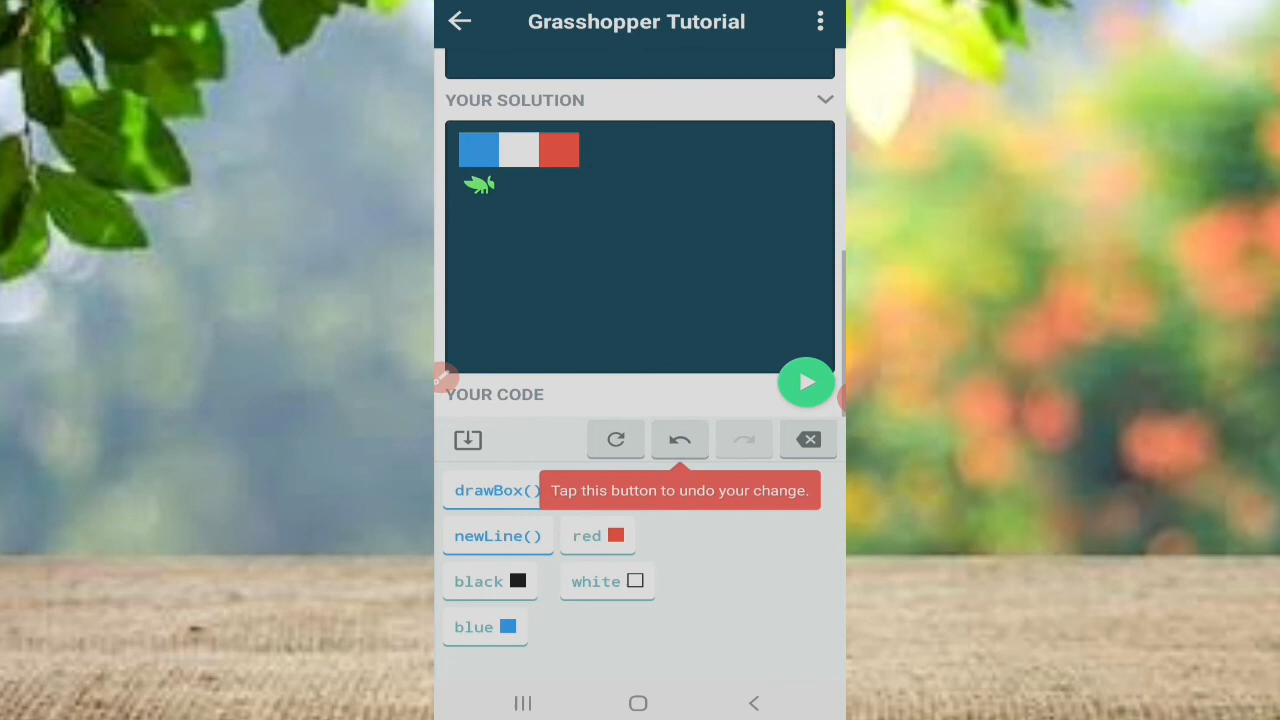 Grasshopper Tutorial
YOUR SOLUTION
YOUR CODE
drawBox()
Tap this button to undo your change.
newLine() red
black white
blue